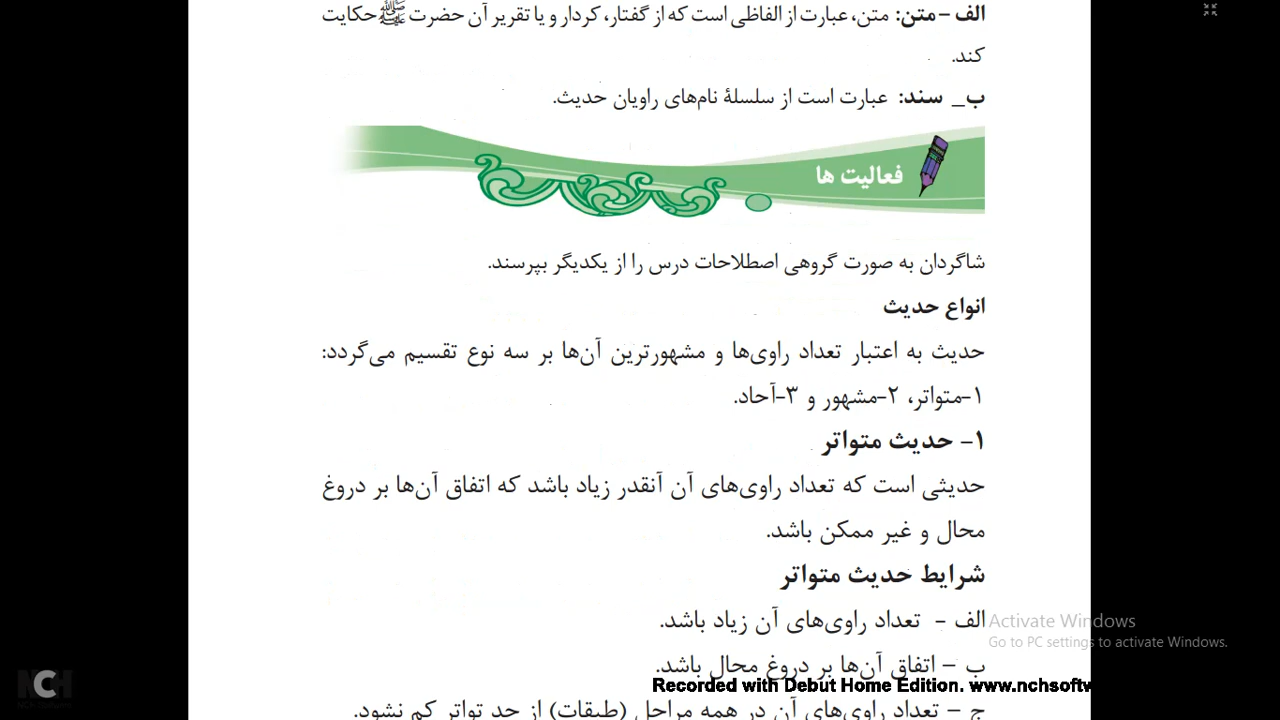 الف – متن: متن، عبارت از الفاظی است که از گفتار، کردار و یا تقریر آن حضرت ﷺ حکایت
کند.
ب_ سند: عبارت است از سلسلۀ نام‌های راویان حدیث.
فعالیت ها
شاگردان به صورت گروهی اصطلاحات درس را از یکدیگر بپرسند.
انواع حدیث
حدیث به اعتبار تعداد راوی‌ها و مشهورترین آن‌ها بر سه نوع تقسیم می‌گردد:
۱-متواتر، ۲-مشهور و ۳-آحاد.
۱- حدیث متواتر
حدیثی است که تعداد راوی‌های آن آنقدر زیاد باشد که اتفاق آن‌ها بر دروغ
محال و غیر ممکن باشد.
شرایط حدیث متواتر
الف – تعداد راوی‌های آن زیاد باشد.
ب – اتفاق آن‌ها بر دروغ محال باشد.
ج – تعداد راوی‌های آن در همه مراحل (طبقات) از حد تواتر کم نشود.
Activate Windows
Go to PC settings to activate Windows.
Recorded with Debut Home Edition. www.nchsoftw
NCH